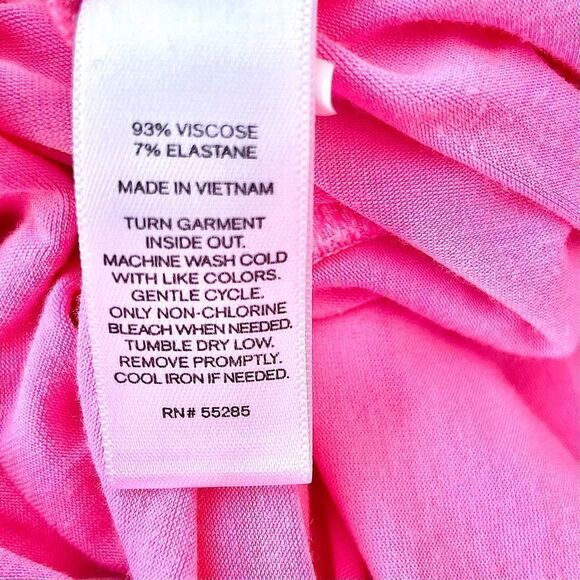 93% VISCOSE
7% ELASTANE
MADE IN VIETNAM
TURN GARMENT
INSIDE OUT.
MACHINE WASH COLD
WITH LIKE COLORS.
GENTLE CYCLE.
ONLY NON-CHLORINE
BLEACH WHEN NEEDED.
TUMBLE DRY LOW.
REMOVE PROMPTLY.
COOL IRON IF NEEDED.
RN# 55285